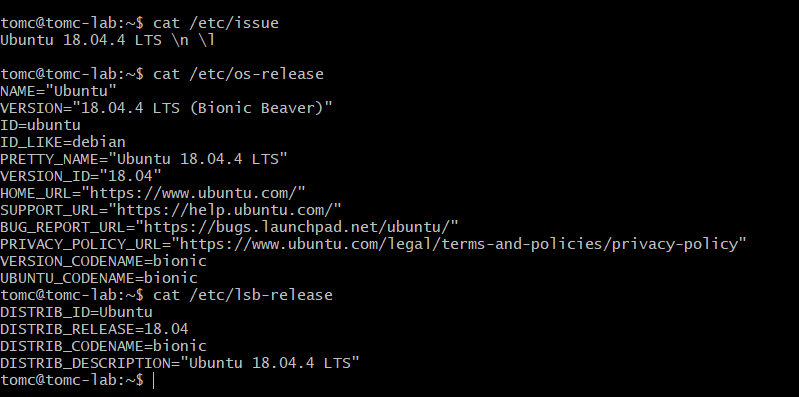 tomc@tomc-lab:~$ cat /etc/issue
Ubuntu 18.04.4 LTS \n \l
tomc@tomc-lab:~$ cat /etc/os-release
NAME="Ubuntu"
VERSION="18.04.4 LTS (Bionic Beaver)"
ID=ubuntu
ID_LIKE=debian
PRETTY_NAME="Ubuntu 18.04.4 LTS"
VERSION_ID="18.04"
HOME_URL="https://www.ubuntu.com/"
SUPPORT_URL="https://help.ubuntu.com/"
BUG_REPORT_URL="https://bugs.launchpad.net/ubuntu/"
PRIVACY_POLICY_URL="https://www.ubuntu.com/legal/terms-and-policies/privacy-policy"
VERSION_CODENAME=bionic
UBUNTU_CODENAME=bionic
tomc@tomc-lab:~$ cat /etc/lsb-release
DISTRIB_ID=Ubuntu
DISTRIB_RELEASE=18.04
DISTRIB_CODENAME=bionic
DISTRIB_DESCRIPTION="Ubuntu 18.04.4 LTS"
tomc@tomc-lab:~$